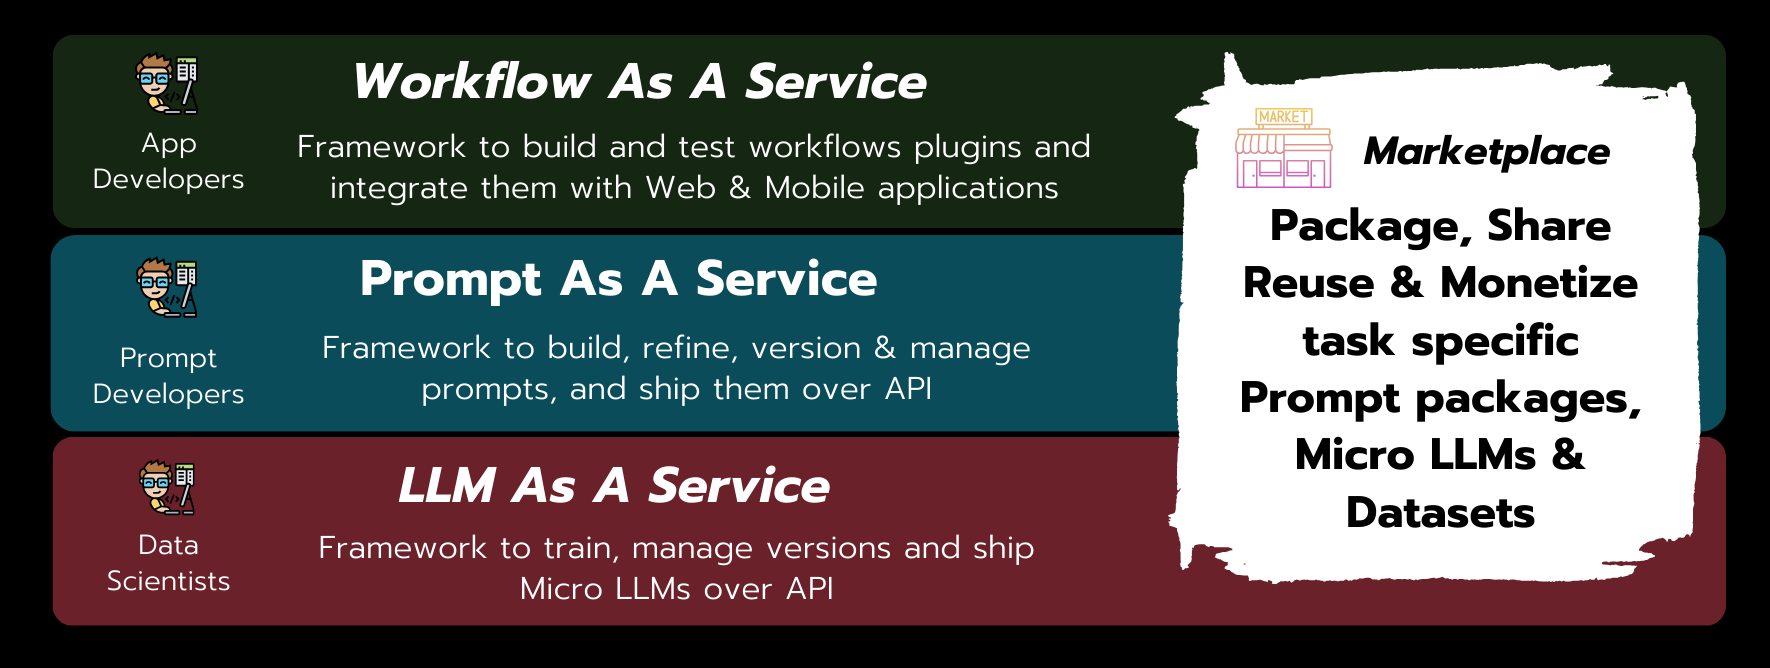 App
Developers
Workflow As A Service
Framework to build and test workflows plugins and
integrate them with Web & Mobile applications
Prompt
Developers
Prompt As A Service
Framework to build, refine, version & manage
prompts, and ship them over API
Data
Scientists
LLM As A Service
Framework to train, manage versions and ship
Micro LLMs over API
MARKET
Marketplace
Package, Share
Reuse & Monetize
task specific
Prompt packages,
Micro LLMs &
Datasets